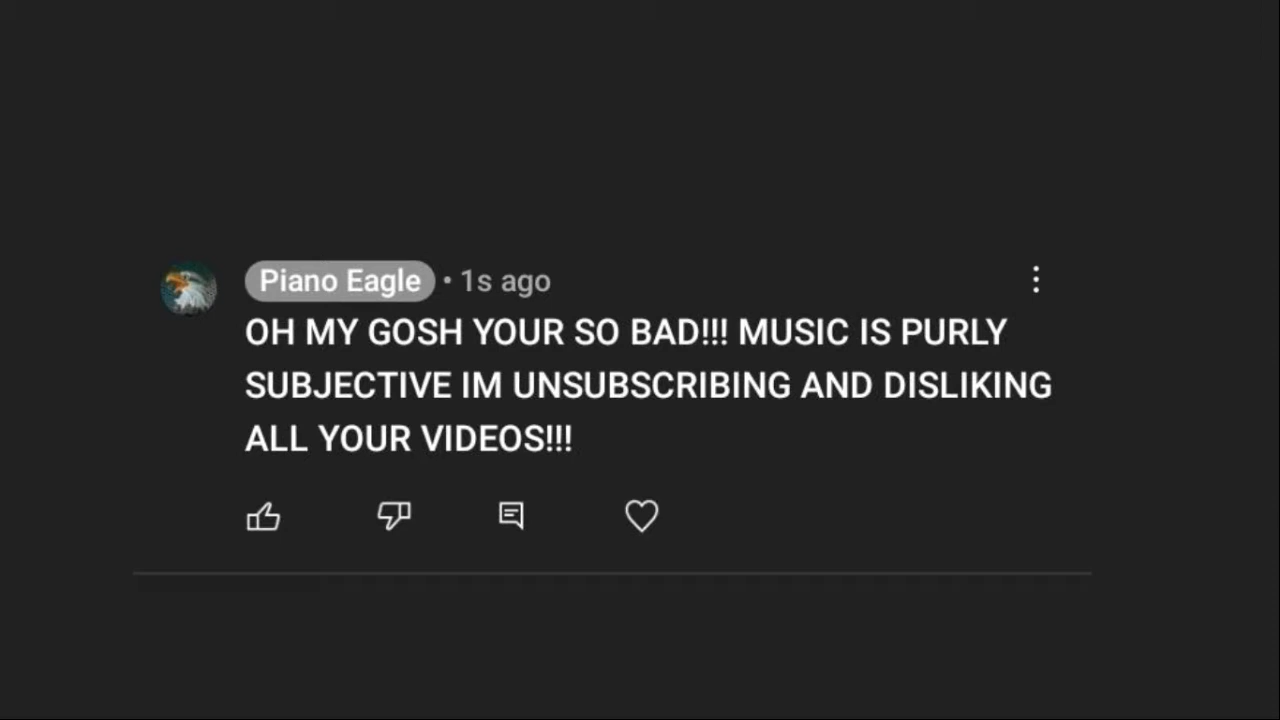 Piano Eagle • 1s ago
OH MY GOSH YOUR SO BAD!!! MUSIC IS PURLY
SUBJECTIVE IM UNSUBSCRIBING AND DISLIKING
ALL YOUR VIDEOS!!!